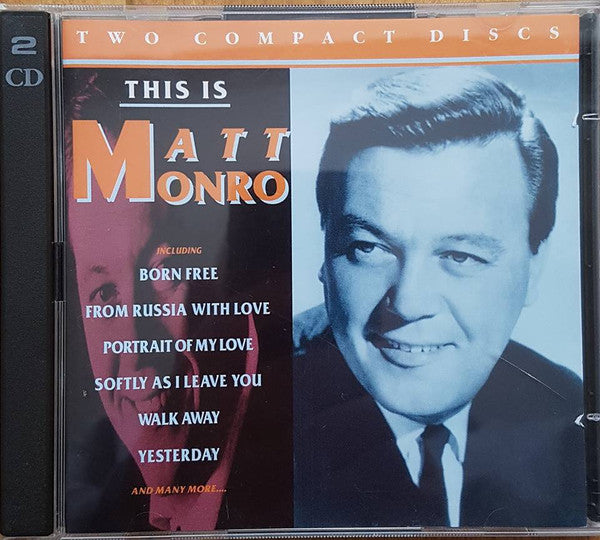 2
CD
TWO COMPACT DISCS
THIS IS
MATT
MONRO
INCLUDING
BORN FREE
FROM RUSSIA WITH LOVE
PORTRAIT OF MY LOVE
SOFTLY AS I LEAVE YOU
WALK AWAY
YESTERDAY
AND MANY MORE....